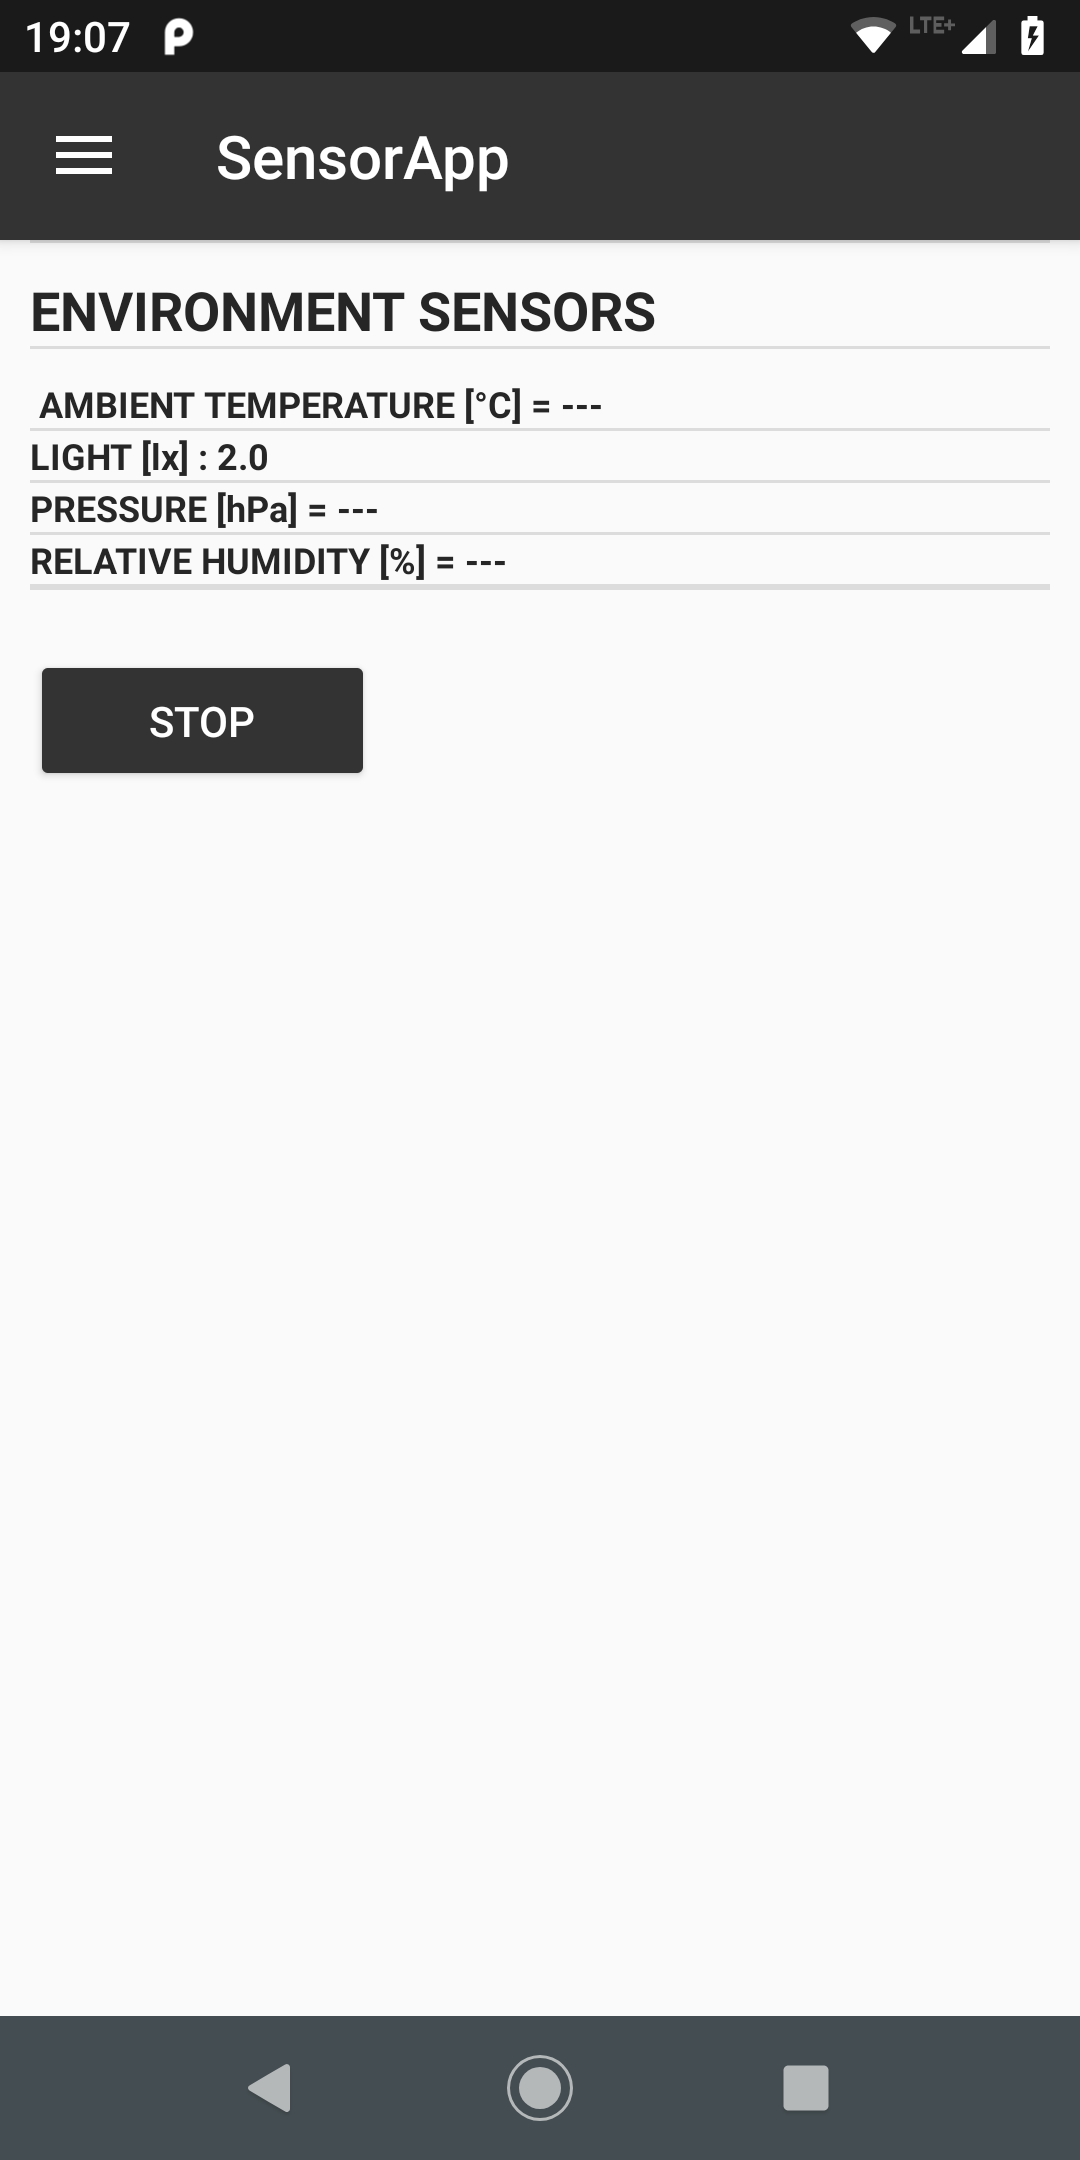 19:07
LTE+
SensorApp
ENVIRONMENT SENSORS
AMBIENT TEMPERATURE [°C] = ---
LIGHT [lx] : 2.0
PRESSURE [hPa] = ---
RELATIVE HUMIDITY [%] = ---
STOP